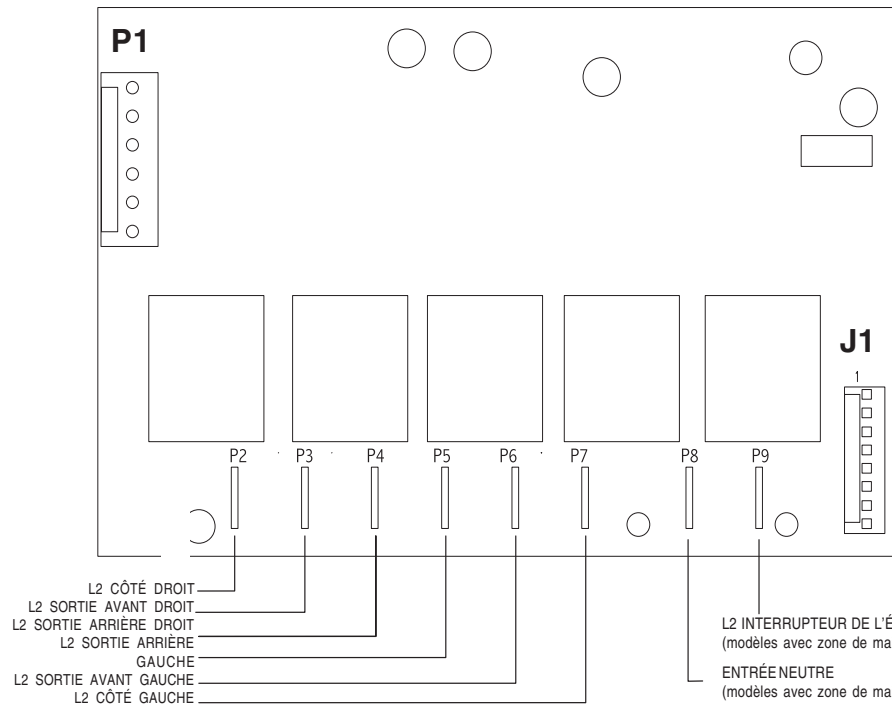 P1
J1
1
P2 P3 P4 P5 P6 P7 P8 P9
L2 CÔTÉ DROIT
L2 SORTIE AVANT DROIT
L2 SORTIE ARRIÈRE DROIT
L2 SORTIE ARRIÈRE
GAUCHE
L2 SORTIE AVANT GAUCHE
L2 CÔTÉ GAUCHE
L2 INTERRUPTEUR DE
(modèles avec zone de
ENTRÉE NEUTRE
(modèles avec zone de